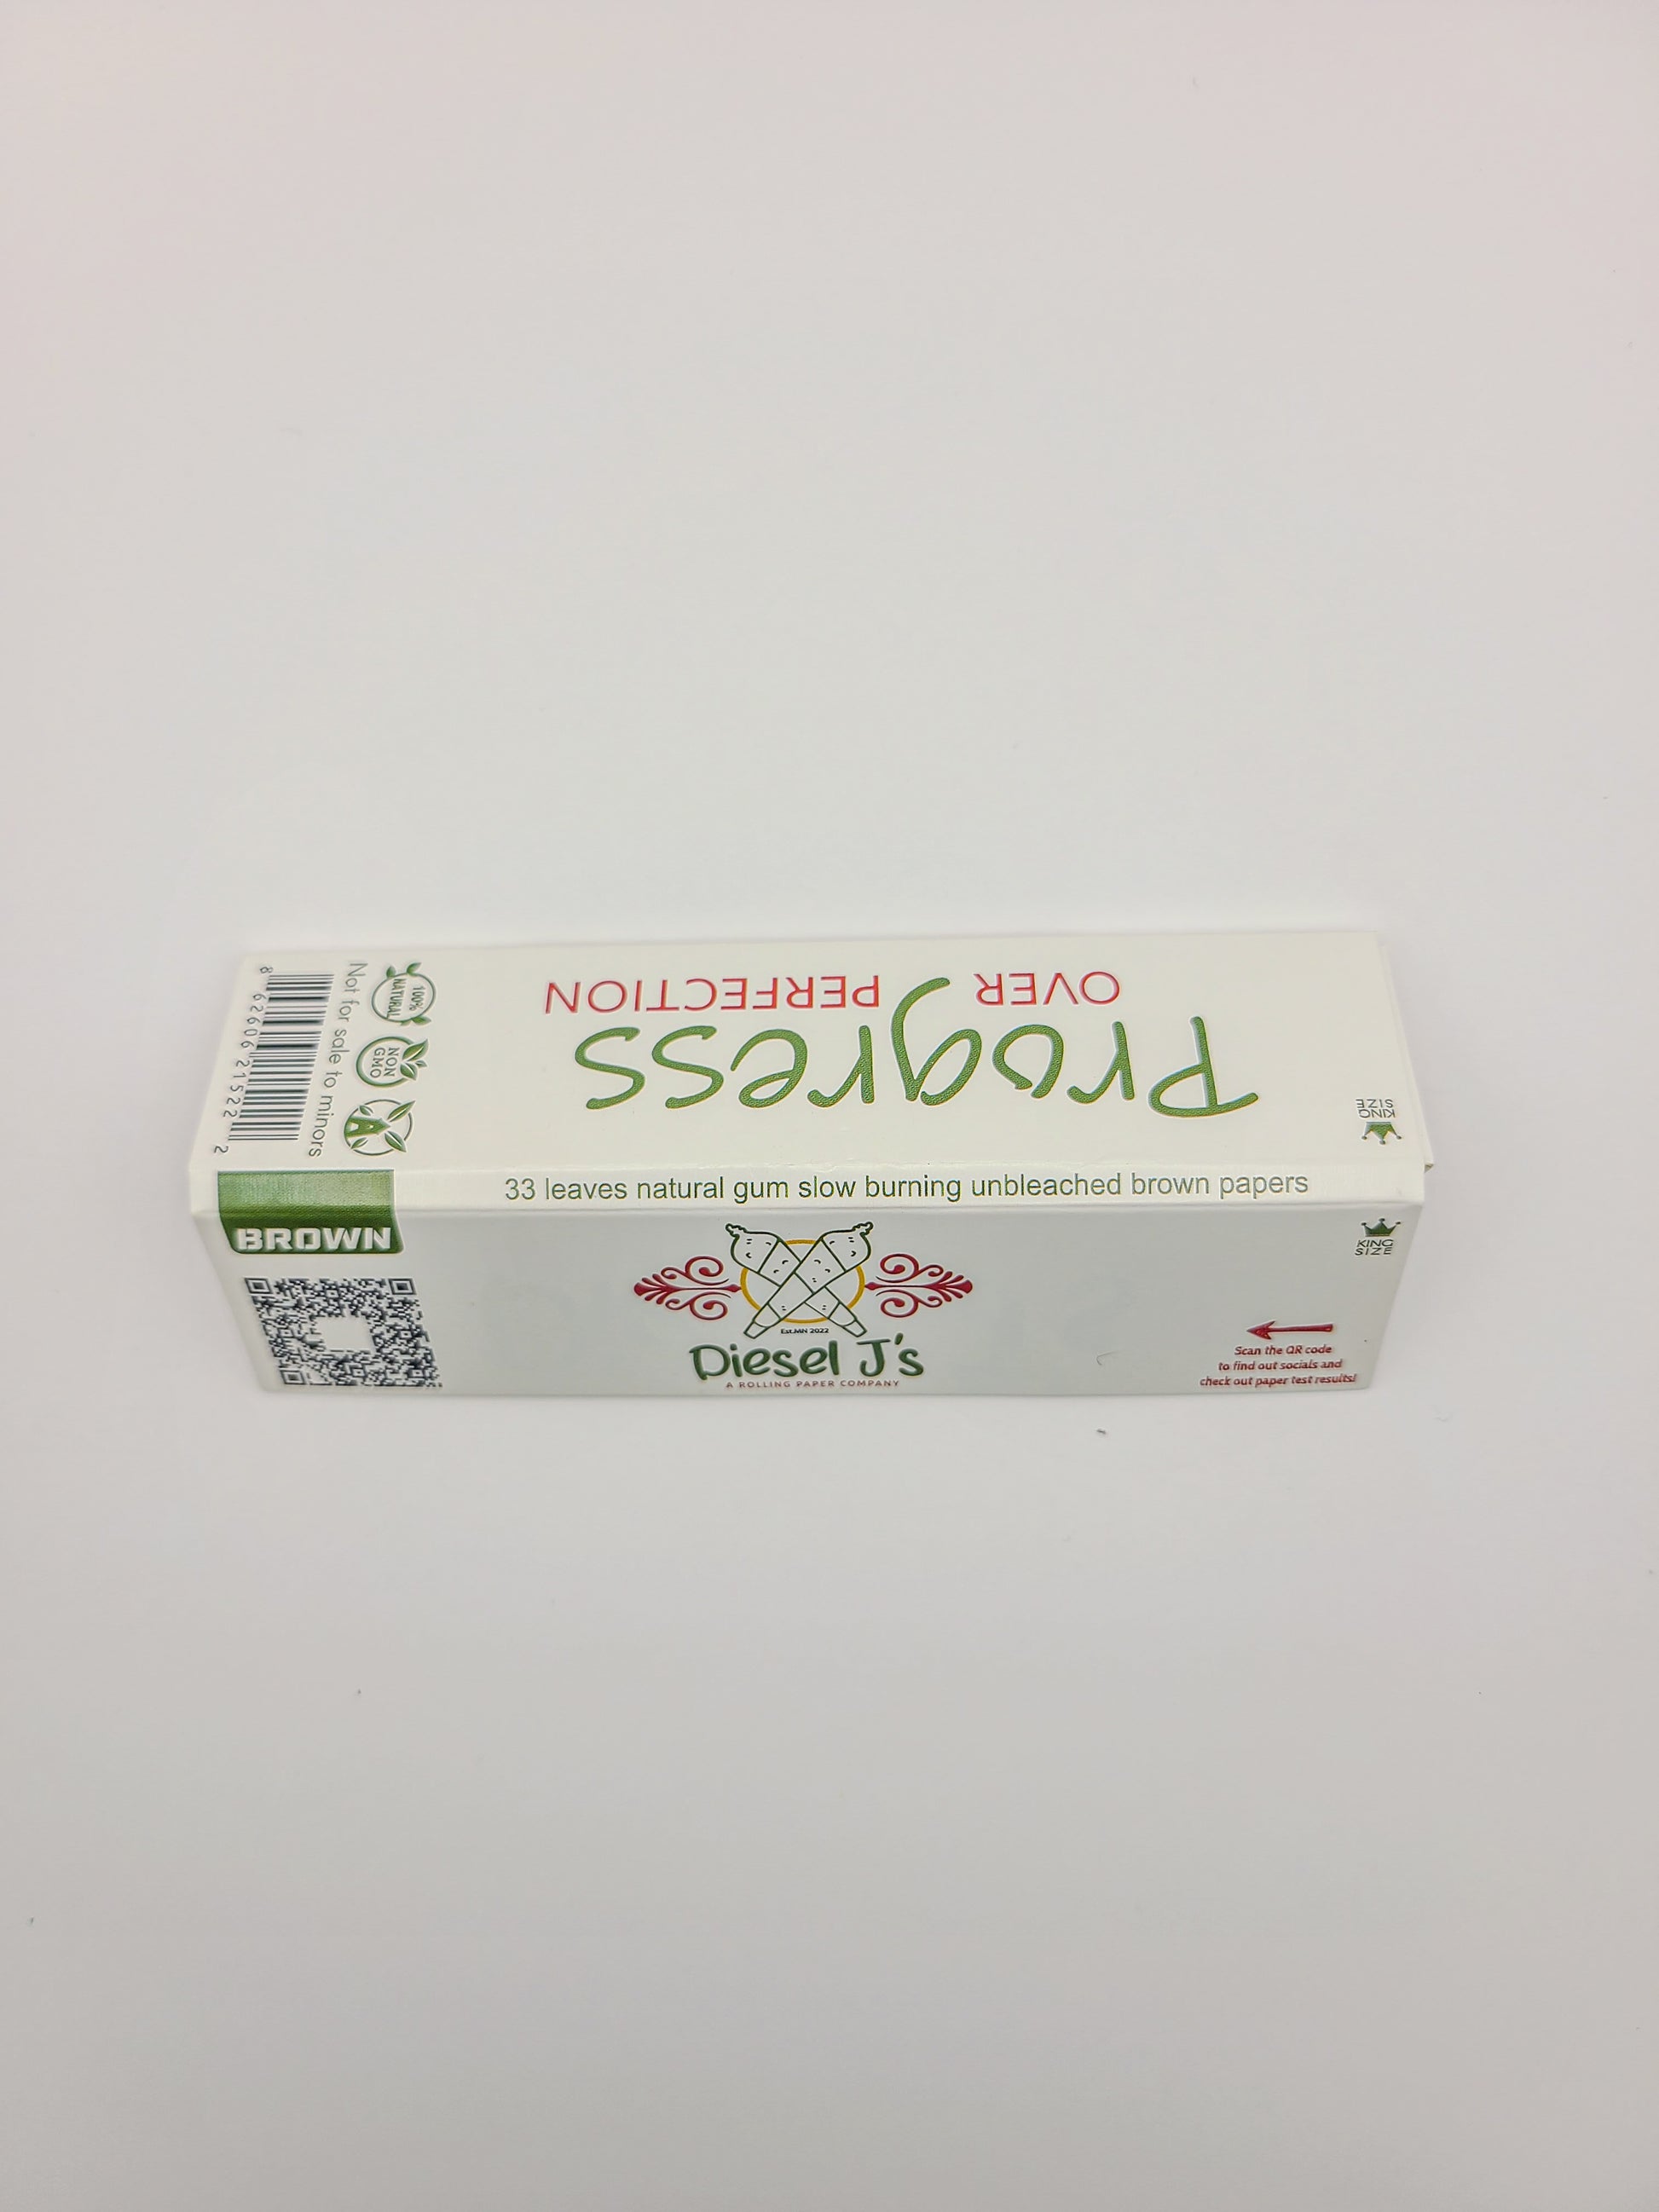 Progress
OVER PERFECTION
KING
SIZE
100%
NATURAL
NON
GMO
A
Not for sale to minors
8 62606 21522 2
33 leaves natural gum slow burning unbleached brown papers
BROWN
Est.MN 2022
Diesel J's
A ROLLING PAPER COMPANY
KING
SIZE
Scan the QR code
to find out socials and
check out paper test results!